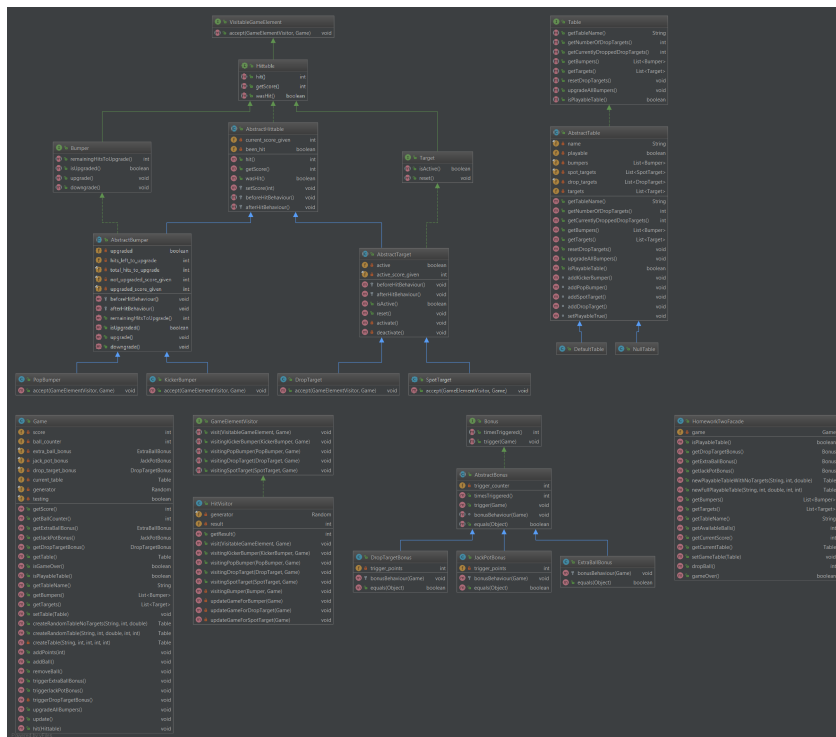 VisitableGameElement
accept(GameElementVisitor, Game) void
Hittable
hit() int
getScore() int
wasHit() boolean
Bumper
remainingHitsToUpgrade() int
isUpgraded() boolean
upgrade() void
downgrade() void
AbstractHittable
current_score_given int
been_hit boolean
hit() int
getScore() int
wasHit() boolean
setScore(int) void
beforeHitBehaviour() void
afterHitBehaviour() void
Target
isActive() boolean
reset() void
AbstractBumper
upgraded boolean
hits_left_to_upgrade int
total_hits_to_upgrade int
not_upgraded_score_given int
upgraded_score_given int
beforeHitBehaviour() void
afterHitBehaviour() void
remainingHitsToUpgrade() int
isUpgraded() boolean
upgrade() void
downgrade() void
AbstractTarget
active boolean
active_score_given int
beforeHitBehaviour() void
afterHitBehaviour() void
isActive() boolean
reset() void
activate() void
deactivate() void
PopBumper
accept(GameElementVisitor, Game) void
KickerBumper
accept(GameElementVisitor, Game) void
DropTarget
accept(GameElementVisitor, Game) void
SpotTarget
accept(GameElementVisitor, Game) void
Table
getTableName() String
getNumberOfDropTargets() int
getCurrentlyDroppedDropTargets() int
getBumpers() List<Bumper>
getTargets() List<Target>
resetDropTargets() void
upgradeAllBumpers() void
isPlayableTable() boolean
AbstractTable
name String
playable boolean
bumpers List<Bumper>
spot_targets List<SpotTarget>
drop_targets List<DropTarget>
targets List<Target>
getTableName() String
getNumberOfDropTargets() int
getCurrentlyDroppedDropTargets() int
getBumpers() List<Bumper>
getTargets() List<Target>
resetDropTargets() void
upgradeAllBumpers() void
isPlayableTable() boolean
addKickerBumper() void
addPopBumper() void
addSpotTarget() void
addDropTarget() void
setPlayableTrue() void
DefaultTable
NullTable
Game
score int
ball_counter int
extra_ball_bonus ExtraBallBonus
jack_pot_bonus JackPotBonus
drop_target_bonus DropTargetBonus
current_table Table
generator Random
testing boolean
getScore() int
getBallCounter() int
getExtraBallBonus() ExtraBallBonus
getJackPotBonus() JackPotBonus
getDropTargetBonus() DropTargetBonus
getTable() Table
isGameOver() boolean
isPlayableTable() boolean
getTableName() String
getBumpers() List<Bumper>
getTargets() List<Target>
setTable(Table) void
createRandomTableNoTargets(String, int, double) Table
createRandomTable(String, int, double, int, int) Table
createTable(String, int, int, int, int) Table
addPoints(int) void
addBall() void
removeBall() void
triggerExtraBallBonus() void
triggerJackPotBonus() void
triggerDropTargetBonus() void
upgradeAllBumpers() void
update() void
hit(Hittable) void
GameElementVisitor
visit(VisitableGameElement, Game) void
visitingKickerBumper(KickerBumper, Game) void
visitingPopBumper(PopBumper, Game) void
visitingDropTarget(DropTarget, Game) void
visitingSpotTarget(SpotTarget, Game) void
HitVisitor
generator Random
result int
getResult() int
visit(VisitableGameElement, Game) void
visitingKickerBumper(KickerBumper, Game) void
visitingPopBumper(PopBumper, Game) void
visitingDropTarget(DropTarget, Game) void
visitingSpotTarget(SpotTarget, Game) void
visitingBumper(Bumper, Game) void
updateGameForBumper(Game) void
updateGameForDropTarget(Game) void
updateGameForSpotTarget(Game) void
Bonus
timesTriggered() int
trigger(Game) void
AbstractBonus
trigger_counter int
timesTriggered() int
trigger(Game) void
bonusBehaviour(Game) void
equals(Object) boolean
DropTargetBonus
trigger_points int
bonusBehaviour(Game) void
equals(Object) boolean
JackPotBonus
trigger_points int
bonusBehaviour(Game) void
equals(Object) boolean
ExtraBallBonus
bonusBehaviour(Game) void
equals(Object) boolean
HomeworkTwoFacade
game Game
isPlayableTable() boolean
getDropTargetBonus() Bonus
getExtraBallBonus() Bonus
getJackPotBonus() Bonus
newPlayableTableWithNoTargets(String, int, double) Table
newFullPlayableTable(String, int, double, int, int) Table
getBumpers() List<Bumper>
getTargets() List<Target>
getTableName() String
getAvailableBalls() int
getCurrentScore() int
getCurrentTable() Table
setGameTable(Table) void
dropBall() int
gameOver() boolean